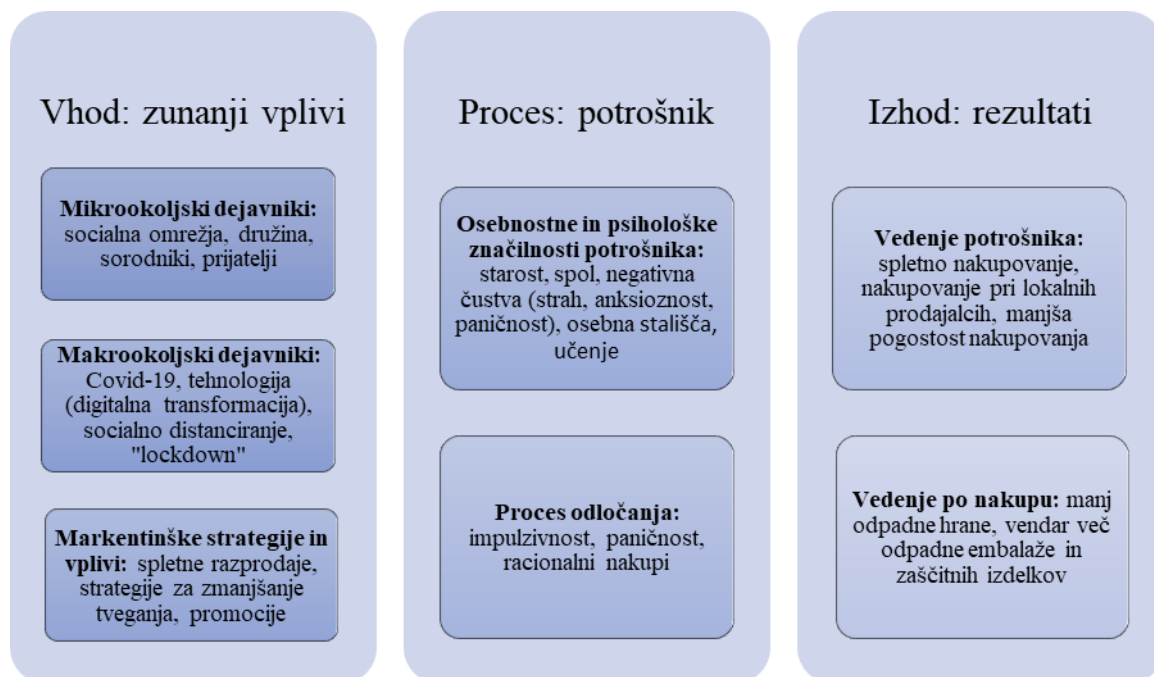 Vhod: zunanji vplivi
Mikrookoljski dejavniki:
socialna omrežja, družina,
sorodniki, prijatelji
Makrookoljski dejavniki:
Covid-19, tehnologija
(digitalna transformacija),
socialno distanciranje,
"lockdown"
Markentinške strategije in
vplivi: spletne razprodaje,
strategije za zmanjšanje
tveganja, promocije
Proces: potrošnik
Osebnostne in psihološke
značilnosti potrošnika:
starost, spol, negativna
čustva (strah, anksioznost,
paničnost), osebna stališča,
učenje
Proces odločanja:
impulzivnost, paničnost,
racionalni nakupi
Izhod: rezultati
Vedenje potrošnika:
spletno nakupovanje,
nakupovanje pri lokalnih
prodajalcih, manjša
pogostost nakupovanja
Vedenje po nakupu: manj
odpadne hrane, vendar več
odpadne embalaže in
zaščitnih izdelkov